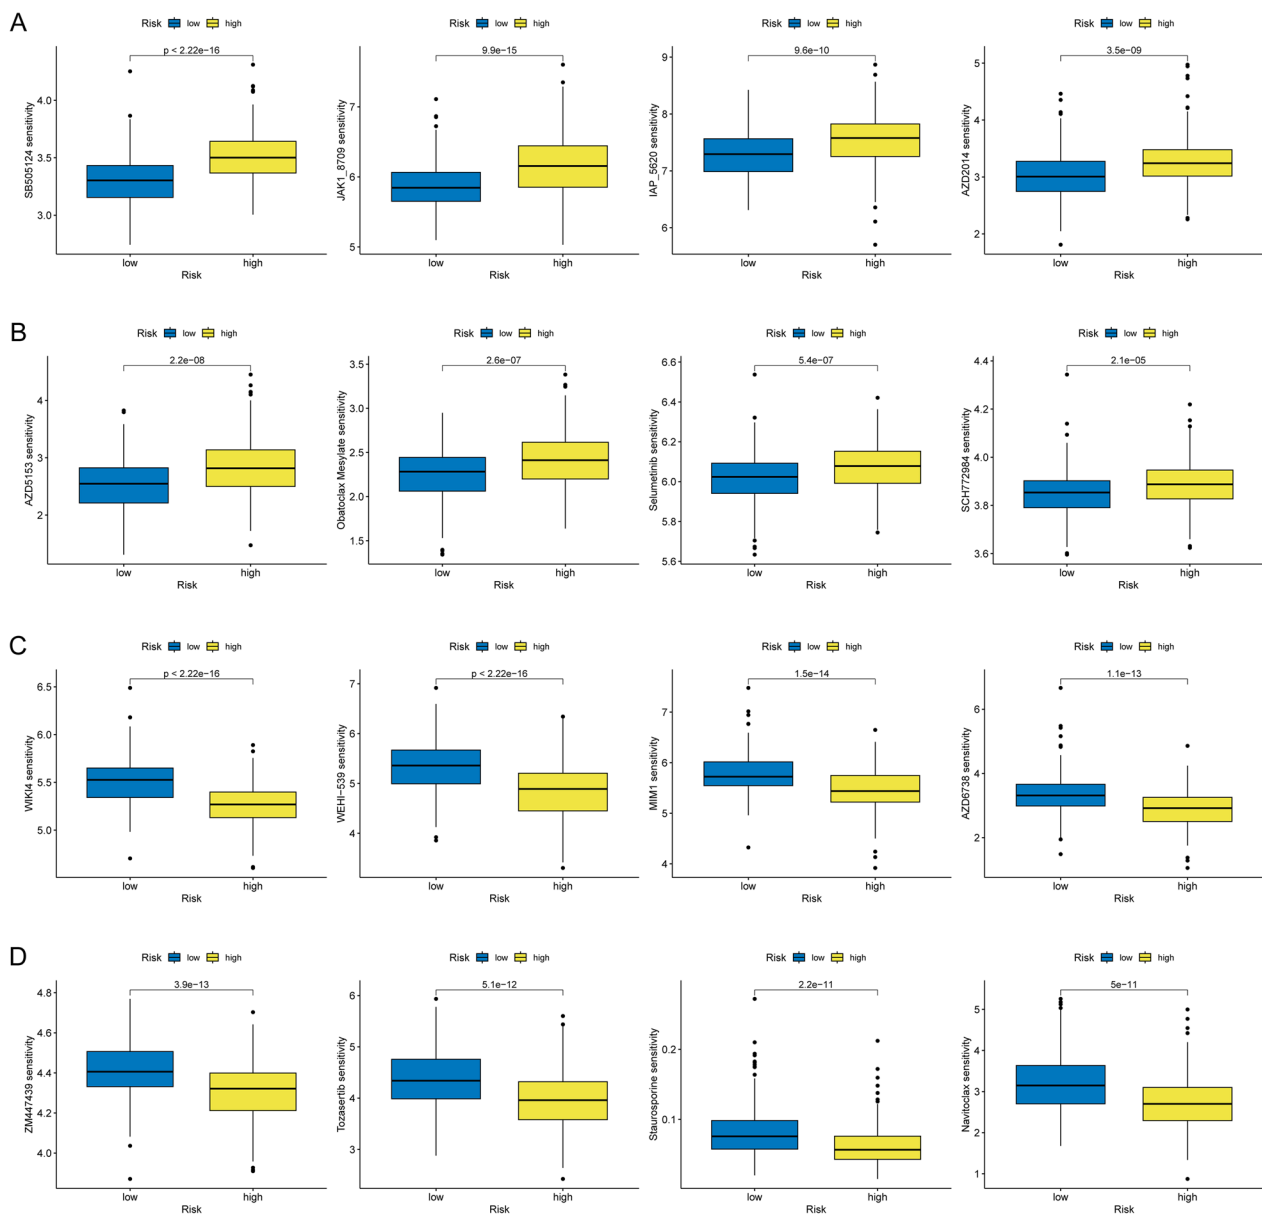 A
Risk low high
p < 2.22e−16
SB505124 sensitivity
4.0
3.5
3.0
low high
Risk
Risk low high
9.9e−15
JAK1_8709 sensitivity
7
6
5
low high
Risk
Risk low high
9.6e−10
IAP_5620 sensitivity
9
8
7
6
low high
Risk
Risk low high
3.5e−09
AZD2014 sensitivity
5
4
3
2
low high
Risk
B
Risk low high
2.2e−08
AZD5153 sensitivity
4
3
2
low high
Risk
Risk low high
2.6e−07
Obatoclax Mesylate sensitivity
3.5
3.0
2.5
2.0
1.5
low high
Risk
Risk low high
5.4e−07
Selumetinib sensitivity
6.6
6.4
6.2
6.0
5.8
5.6
low high
Risk
Risk low high
2.1e−05
SCH772984 sensitivity
4.4
4.2
4.0
3.8
3.6
low high
Risk
C
Risk low high
p < 2.22e−16
WIKI4 sensitivity
6.5
6.0
5.5
5.0
low high
Risk
Risk low high
p < 2.22e−16
WEHI−539 sensitivity
7
6
5
4
low high
Risk
Risk low high
1.5e−14
MIM1 sensitivity
7
6
5
4
low high
Risk
Risk low high
1.1e−13
AZD6738 sensitivity
6
4
2
low high
Risk
D
Risk low high
3.9e−13
ZM447439 sensitivity
4.8
4.6
4.4
4.2
4.0
low high
Risk
Risk low high
5.1e−12
Tozasertib sensitivity
6
5
4
3
low high
Risk
Risk low high
2.2e−11
Staurosporine sensitivity
0.2
0.1
low high
Risk
Risk low high
5e−11
Navitoclax sensitivity
5
4
3
2
1
low high
Risk